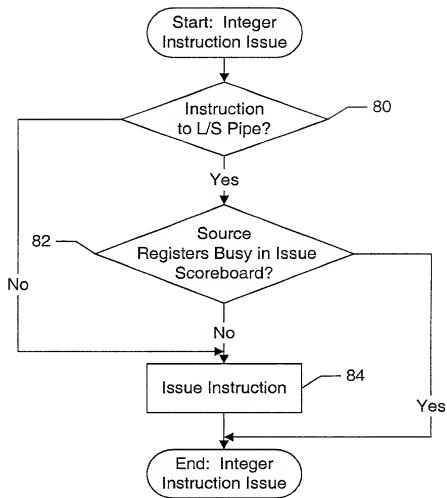 Start: Integer
Instruction Issue
Instruction
to L/S Pipe?
80
Yes
Source
Registers Busy in Issue
Scoreboard?
82
No
No
Issue Instruction
84
Yes
End: Integer
Instruction Issue